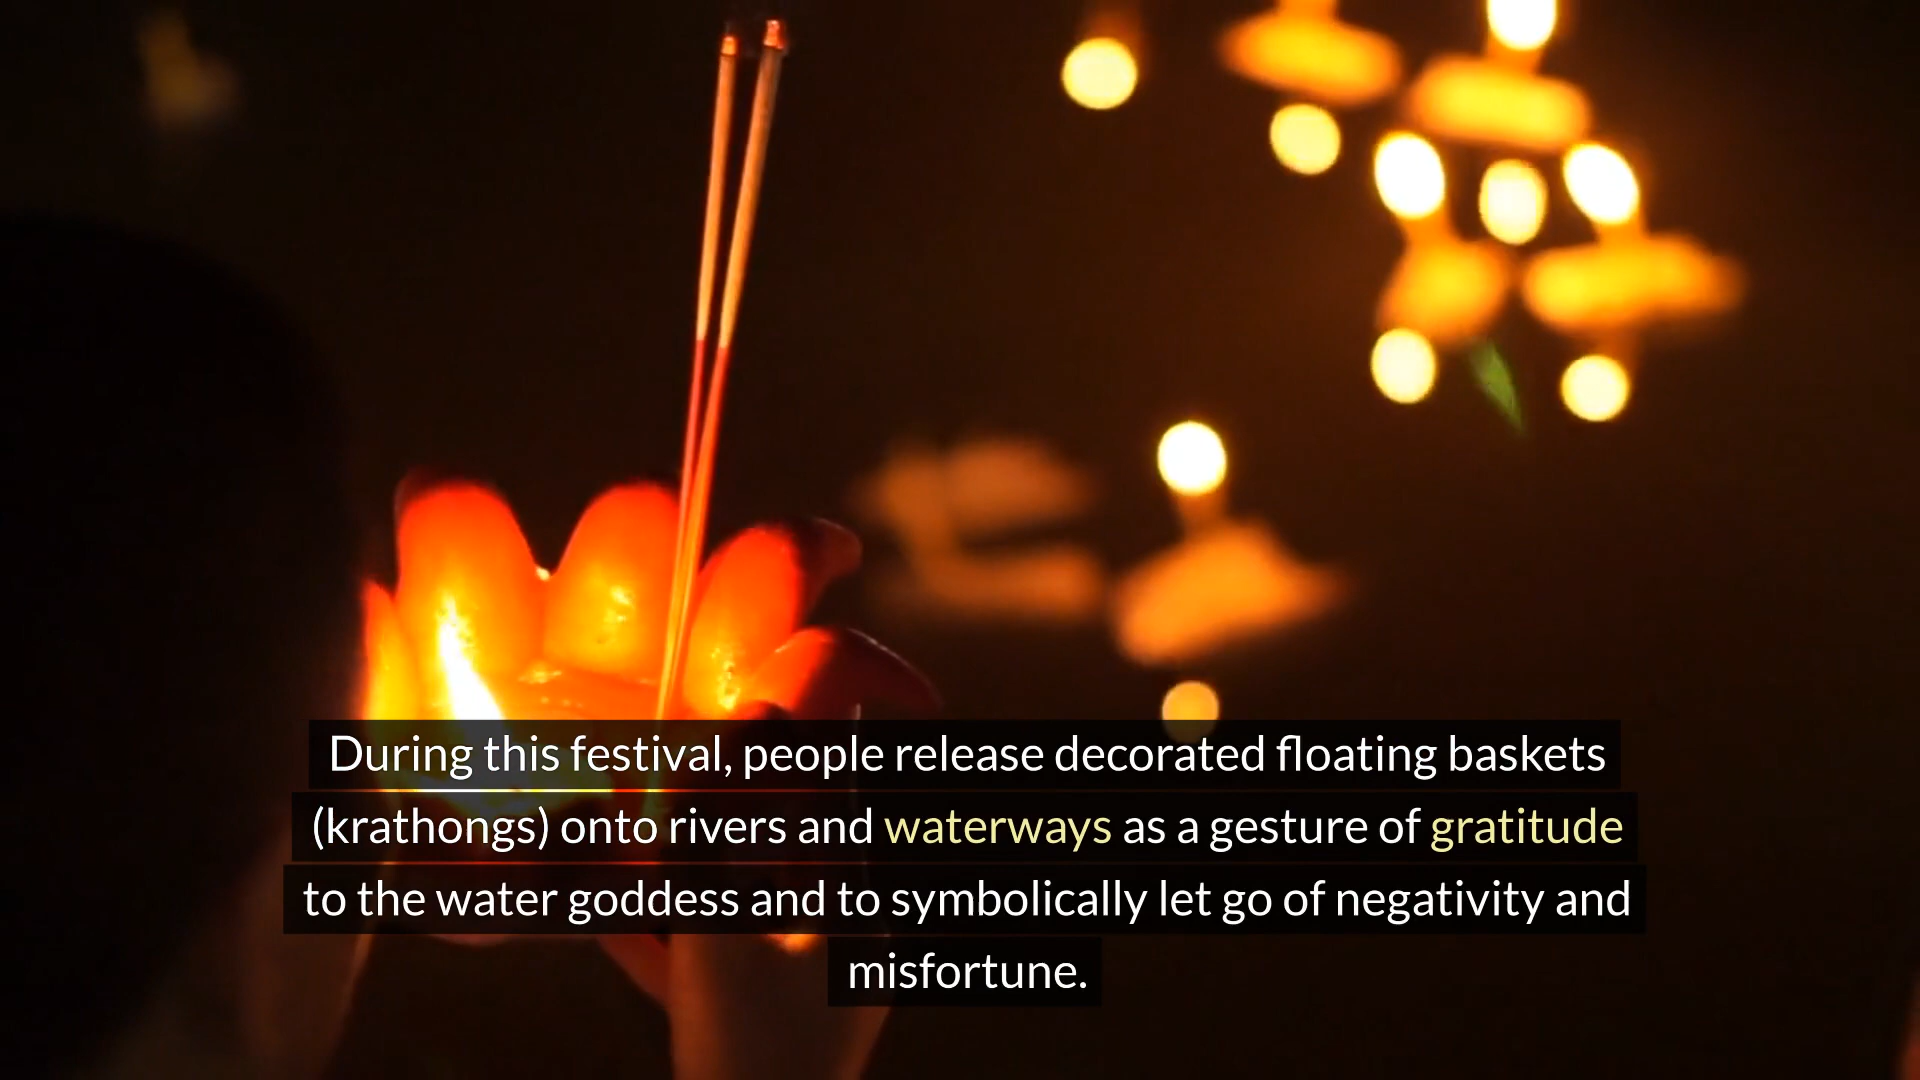 During this festival, people release decorated floating baskets
(krathongs) onto rivers and waterways as a gesture of gratitude
to the water goddess and to symbolically let go of negativity and
misfortune.